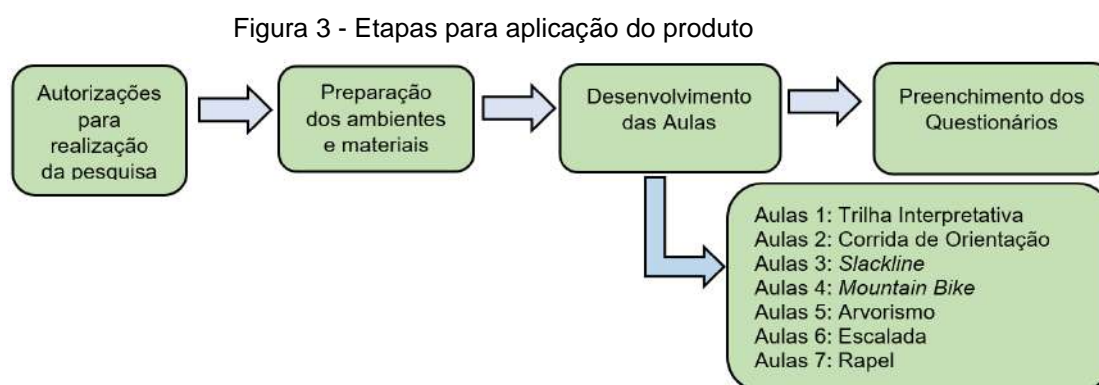 Figura 3 - Etapas para aplicação do produto
Autorizações
para
realização
da pesquisa
Preparação
dos ambientes
e materiais
Desenvolvimento
das Aulas
Preenchimento dos
Questionários
Aulas 1: Trilha Interpretativa
Aulas 2: Corrida de Orientação
Aulas 3: Slackline
Aulas 4: Mountain Bike
Aulas 5: Arvorismo
Aulas 6: Escalada
Aulas 7: Rapel